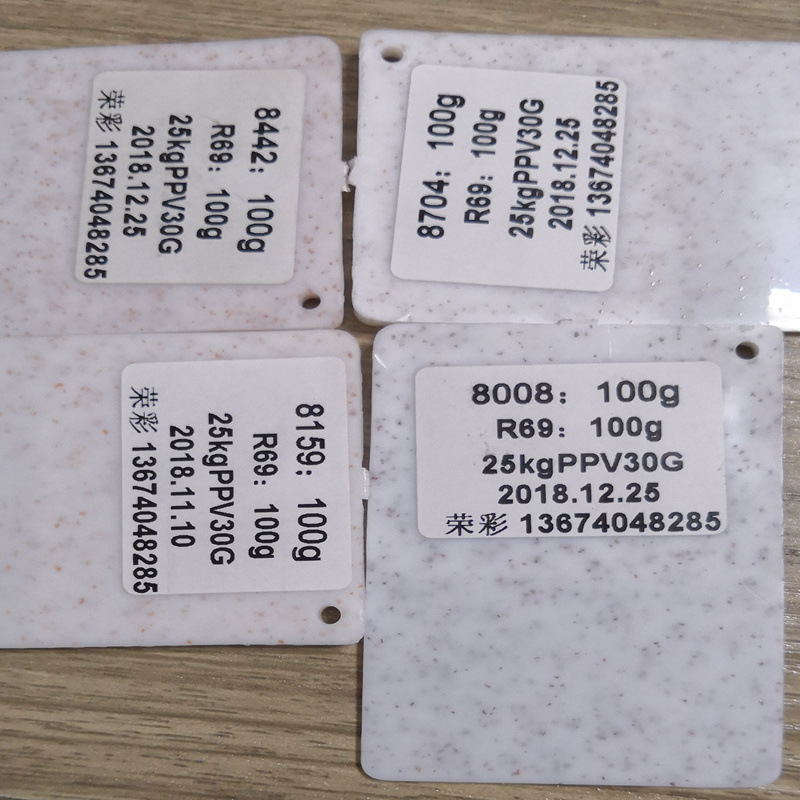 8442： 100g
R69： 100g
25kgPPV30G
2018.12.25
荣彩 13674048285
8704： 100g
R69： 100g
25kgPPV30G
2018.12.25
荣彩 13674048285
8159： 100g
R69： 100g
25kgPPV30G
2018.11.10
荣彩 13674048285
8008： 100g
R69： 100g
25kgPPV30G
2018.12.25
荣彩 13674048285